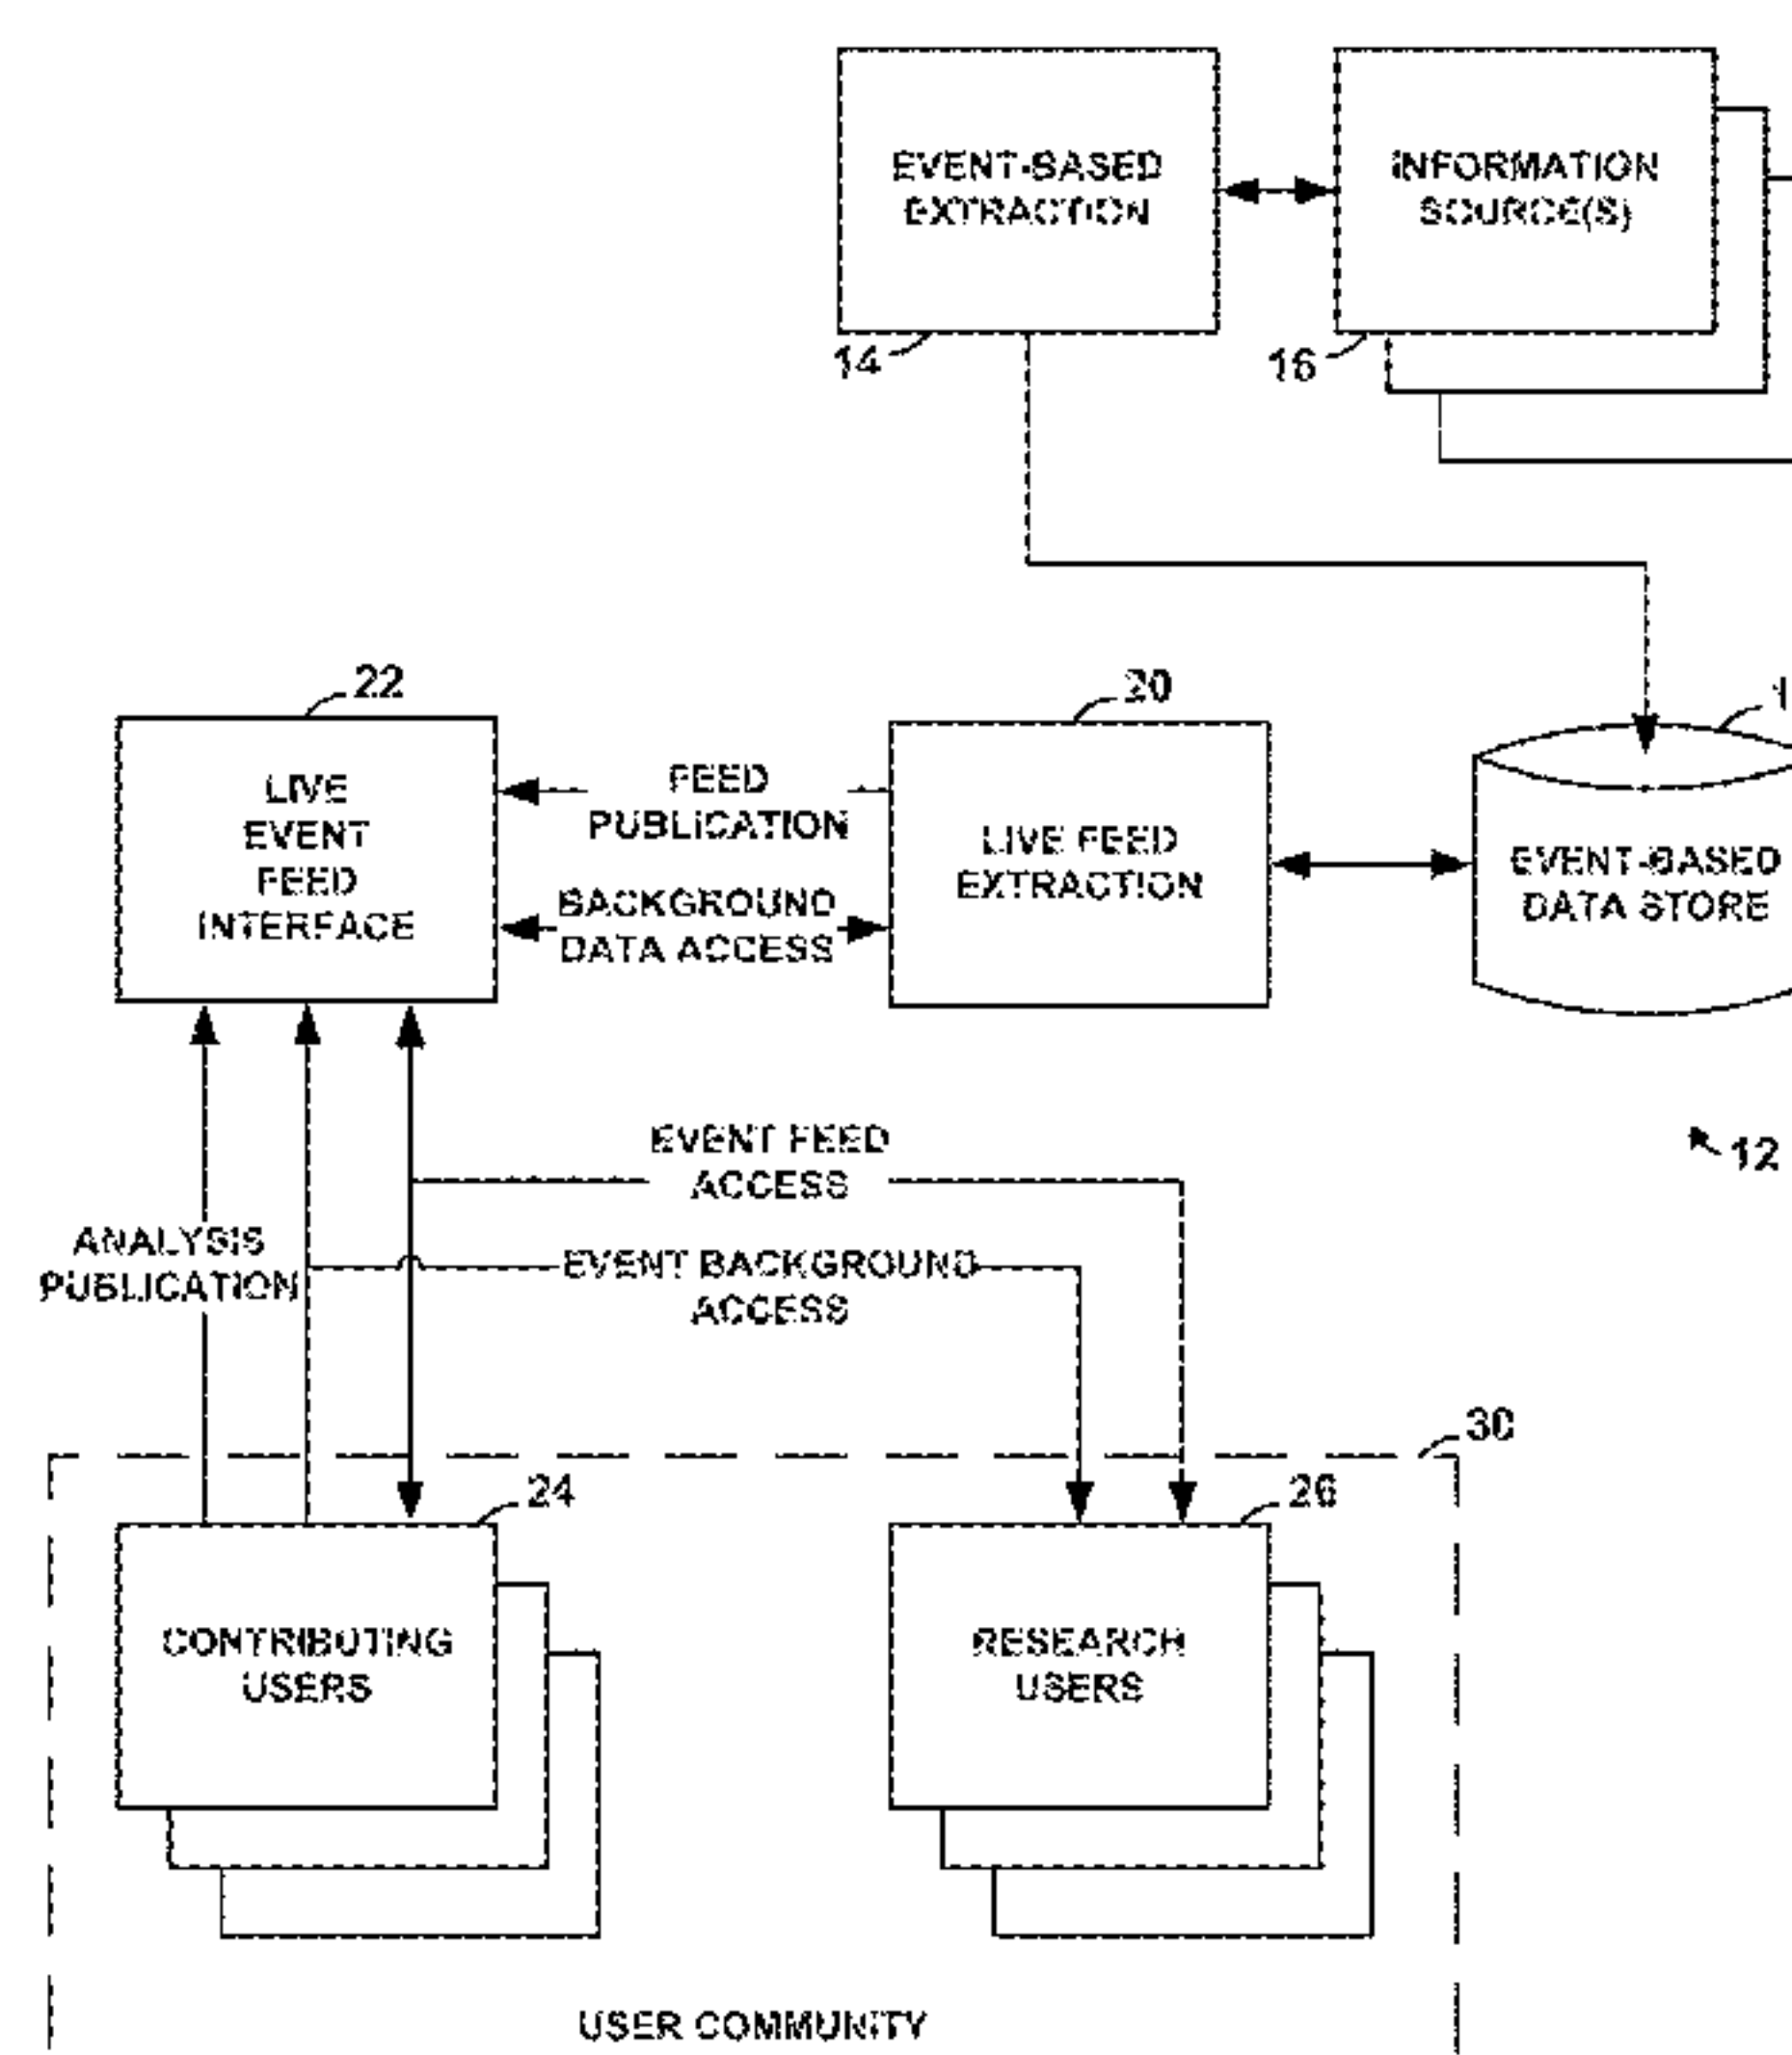 EVENT-BASED
EXTRACTION
INFORMATION
SOURCE(S)
14
16
22
20
1
LIVE
EVENT
FEED
INTERFACE
FEED
PUBLICATION
BACKGROUND
DATA ACCESS
LIVE FEED
EXTRACTION
EVENT-BASED
DATA STORE
12
EVENT FEED
ACCESS
ANALYSIS
PUBLICATION
EVENT BACKGROUND
ACCESS
30
24
26
CONTRIBUTING
USERS
RESEARCH
USERS
USER COMMUNITY